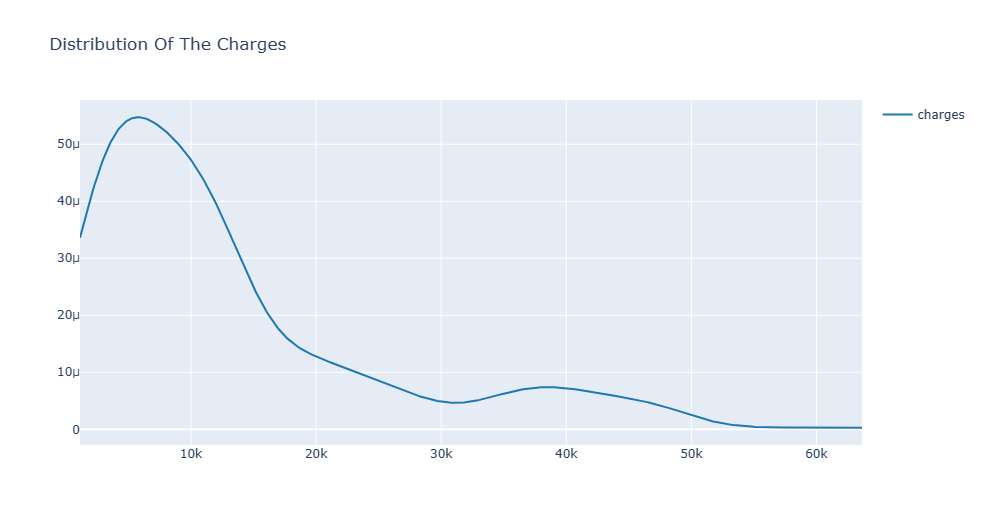 Distribution Of The Charges
charges
50μ
40μ
30μ
20μ
10μ
0
10k 20k 30k 40k 50k 60k